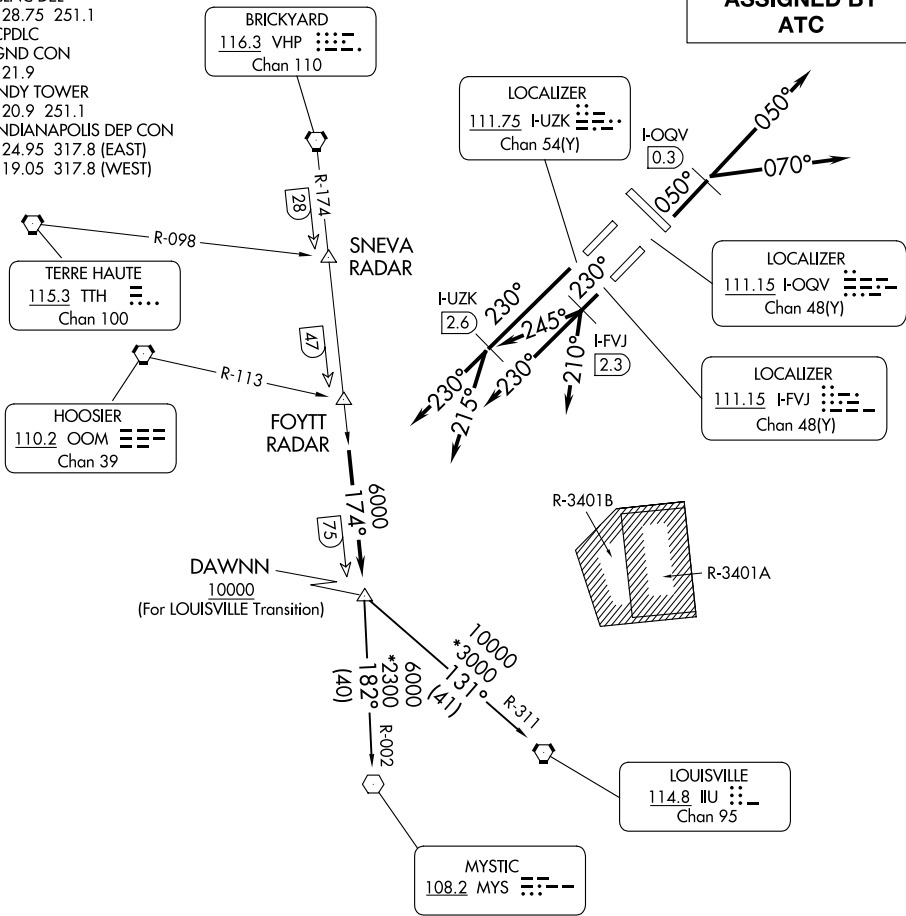 28.75 251.1
CPDLC
GND CON
21.9
NDY TOWER
20.9 251.1
NDIANAPOLIS DEP CON
24.95 317.8 (EAST)
19.05 317.8 (WEST)
ASSIGNED BY
ATC
BRICKYARD
116.3 VHP
Chan 110
LOCALIZER
111.75 I-UZK
Chan 54(Y)
I-OQV
0.3
050°
070°
050°
R-174
28
R-098
SNEVA
RADAR
TERRE HAUTE
115.3 TTH
Chan 100
LOCALIZER
111.15 I-OQV
Chan 48(Y)
I-UZK
2.6
230°
230°
245°
I-FVJ
2.3
230°
215°
230°
210°
47
R-113
LOCALIZER
111.15 I-FVJ
Chan 48(Y)
HOOSIER
110.2 OOM
Chan 39
FOYTT
RADAR
6000
174°
75
R-3401B
R-3401A
DAWNN
10000
(For LOUISVILLE Transition)
10000
*3000
131°
(41)
R-311
6000
*2300
182°
(40)
R-002
LOUISVILLE
114.8 IIU
Chan 95
MYSTIC
108.2 MYS